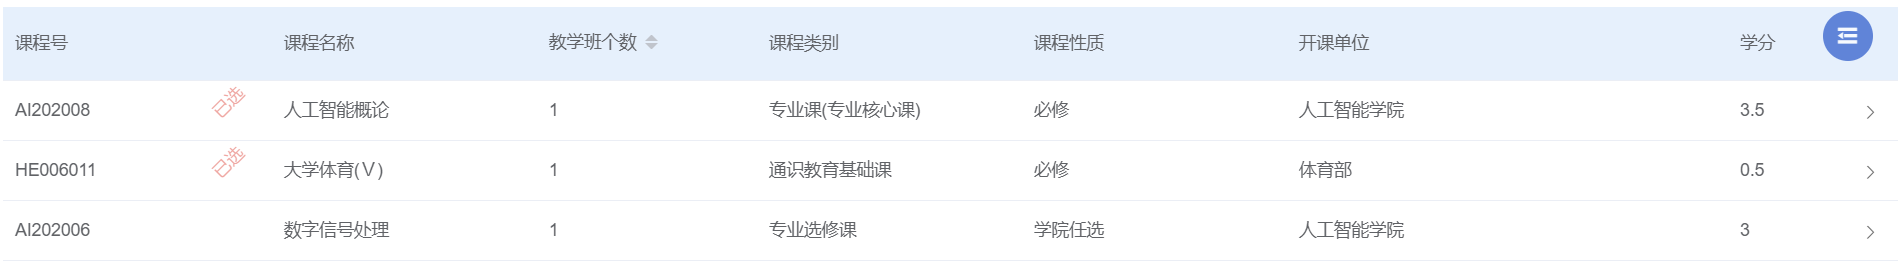 课程号 课程名称 教学班个数 课程类别 课程性质 开课单位 学分
AI202008 已选 人工智能概论 1 专业课(专业核心课) 必修 人工智能学院 3.5
HE006011 已选 大学体育(Ⅴ) 1 通识教育基础课 必修 体育部 0.5
AI202006 数字信号处理 1 专业选修课 学院任选 人工智能学院 3